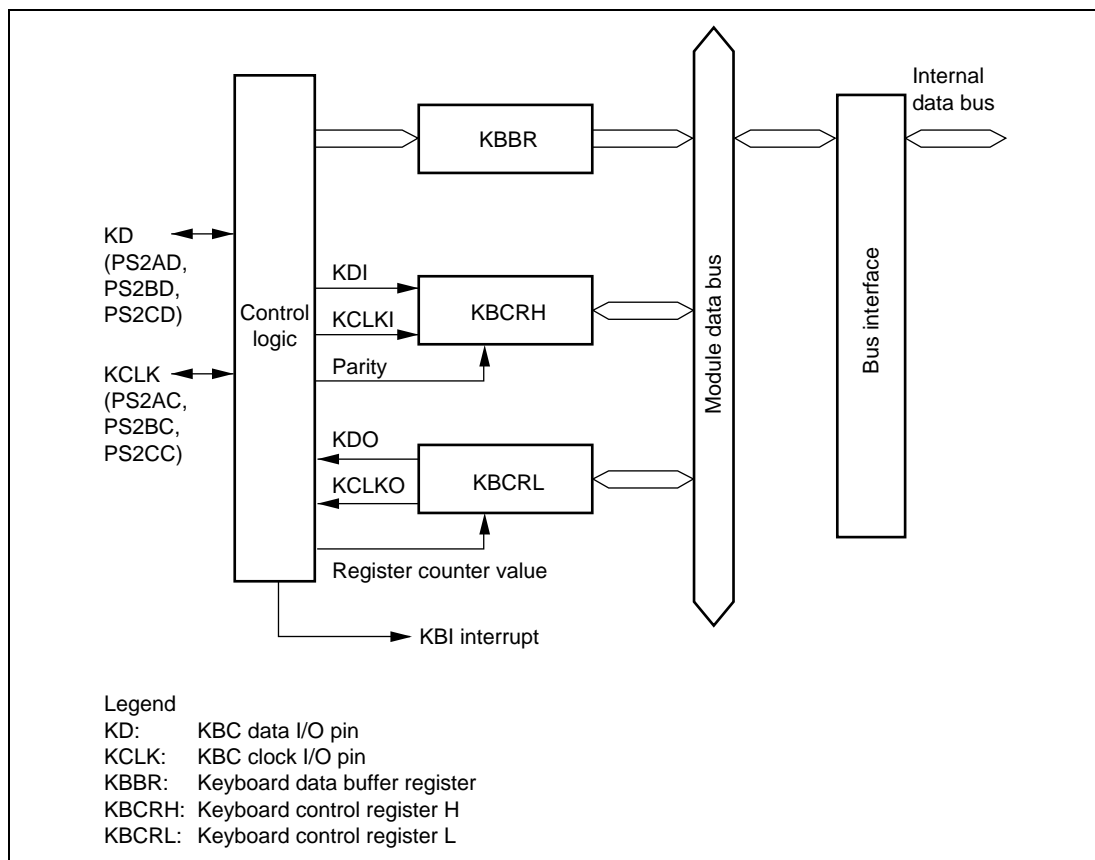 Internal
data bus
KBBR
KD
(PS2AD,
PS2BD,
PS2CD)
KDI
Control
logic
KBCRH
KCLKI
Module data bus
Bus interface
Parity
KCLK
(PS2AC,
PS2BC,
PS2CC)
KDO
KBCRL
KCLKO
Register counter value
KBI interrupt
Legend
KD: KBC data I/O pin
KCLK: KBC clock I/O pin
KBBR: Keyboard data buffer register
KBCRH: Keyboard control register H
KBCRL: Keyboard control register L